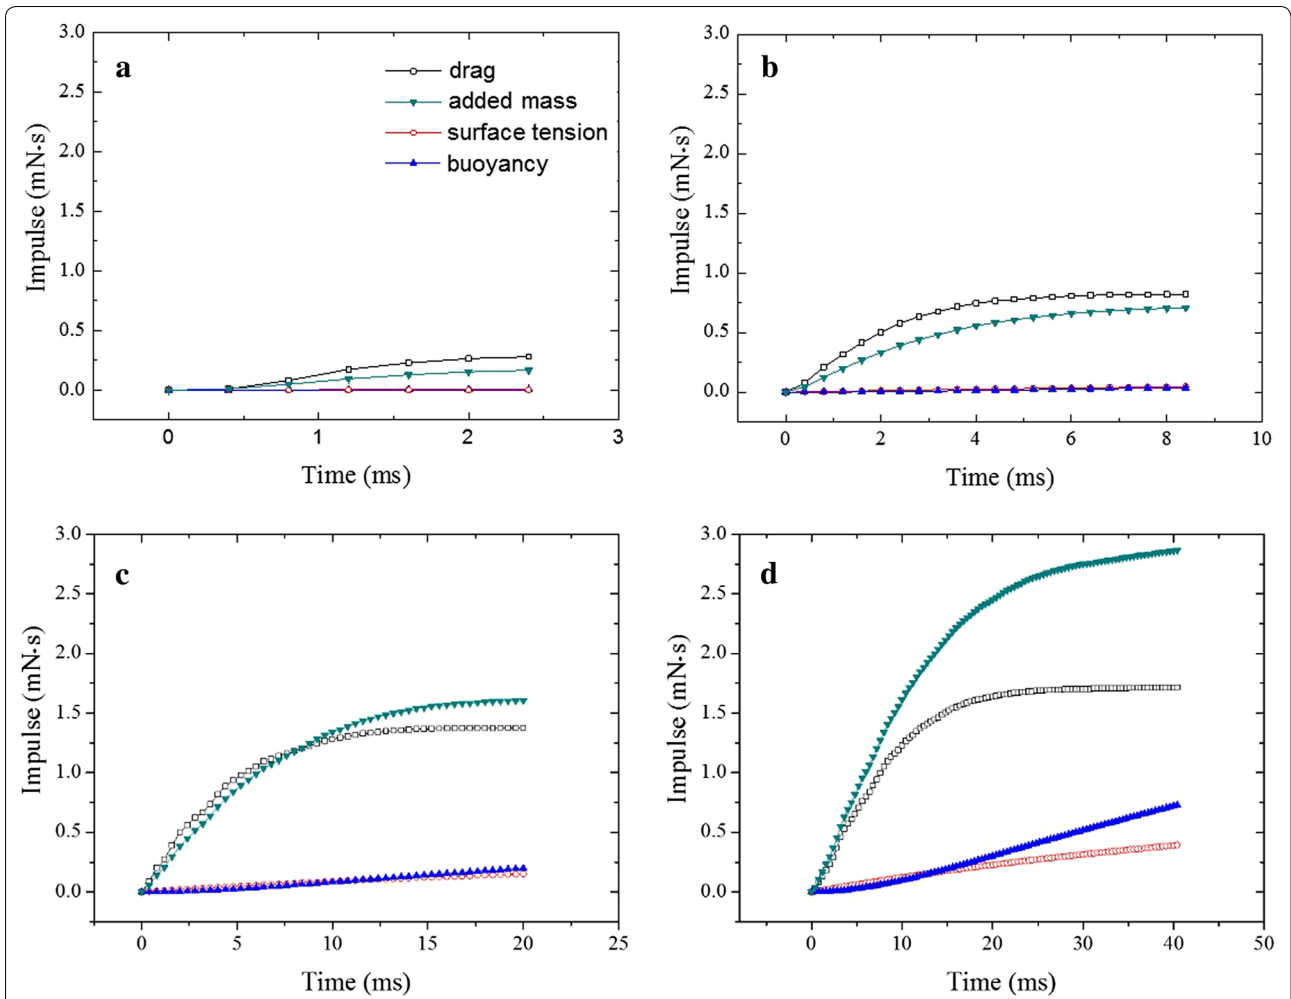 a
drag
added mass
surface tension
buoyancy
3.0
2.5
2.0
1.5
1.0
0.5
0.0
Impulse (mN·s)
0 1 2 3
Time (ms)
b
3.0
2.5
2.0
1.5
1.0
0.5
0.0
Impulse (mN·s)
0 2 4 6 8 10
Time (ms)
c
3.0
2.5
2.0
1.5
1.0
0.5
0.0
Impulse (mN·s)
0 5 10 15 20 25
Time (ms)
d
3.0
2.5
2.0
1.5
1.0
0.5
0.0
Impulse (mN·s)
0 10 20 30 40 50
Time (ms)